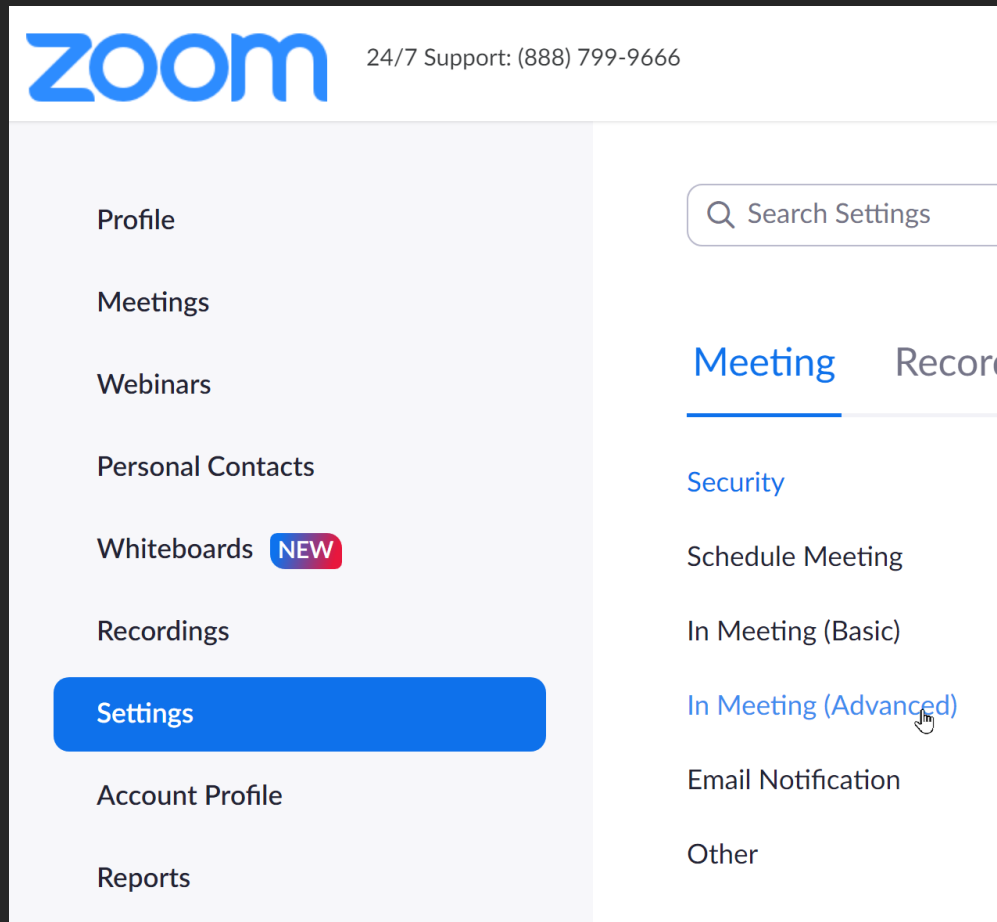 zoom
24/7 Support: (888) 799-9666
Profile
Meetings
Webinars
Personal Contacts
Whiteboards NEW
Recordings
Settings
Account Profile
Reports
Search Settings
Meeting Recor
Security
Schedule Meeting
In Meeting (Basic)
In Meeting (Advanced)
Email Notification
Other